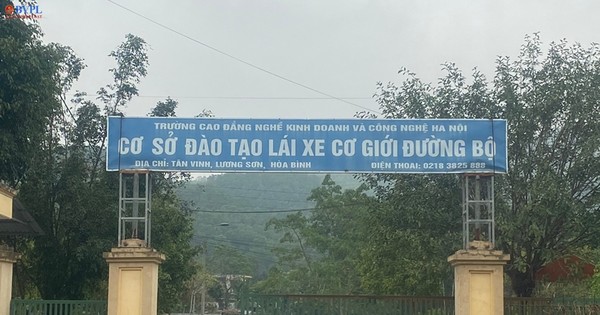 ĐVPL
TRƯỜNG CAO ĐẲNG NGHỀ KINH DOANH VÀ CÔNG NGHỆ HÀ NỘI
CƠ SỞ ĐÀO TẠO LÁI XE CƠ GIỚI ĐƯỜNG BỘ
ĐỊA CHỈ: TÂN VINH, LƯƠNG SƠN, HÒA BÌNH ĐIỆN THOẠI: 0218 3825 888